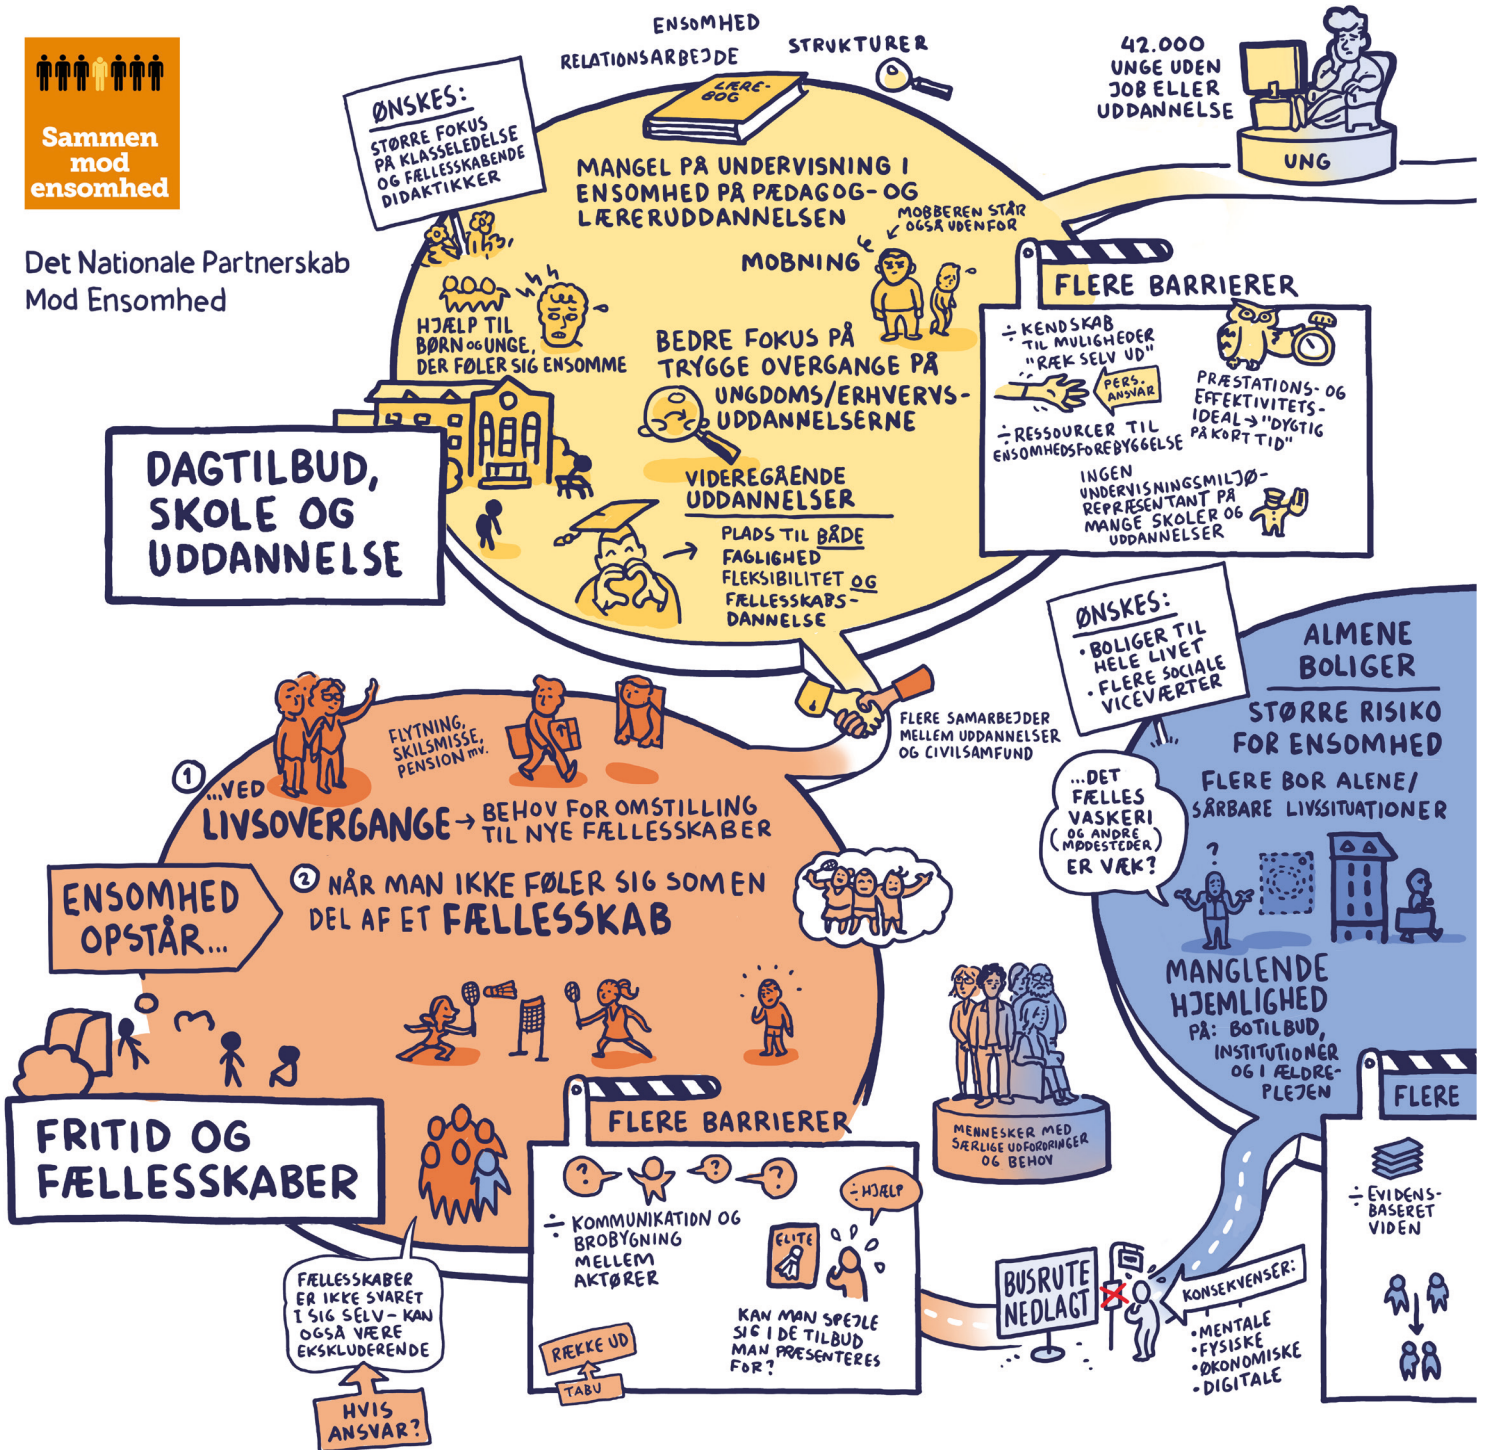 Sammen
mod
ensomhed
Det Nationale Partnerskab
Mod Ensomhed
ENSOMHED
RELATIONSARBEJDE
STRUKTURER
LÆRE-
BOG
ØNSKES:
STØRRE FOKUS
PÅ KLASSELEDELSE
OG FÆLLESSKABENDE
DIDAKTIKKER
MANGEL PÅ UNDERVISNING I
ENSOMHED PÅ PÆDAGOG- OG
LÆRERUDDANNELSEN
MOBBEREN STÅR
OGSÅ UDENFOR
MOBNING
HJÆLP TIL
BØRN OG UNGE,
DER FØLER SIG ENSOMME
BEDRE FOKUS PÅ
TRYGGE OVERGANGE PÅ
UNGDOMS/ERHVERVS-
UDDANNELSERNE
VIDEREGÅENDE
UDDANNELSER
PLADS TIL BÅDE
FAGLIGHED
FLEKSIBILITET OG
FÆLLESSKABS-
DANNELSE
DAGTILBUD,
SKOLE OG
UDDANNELSE
42.000
UNGE UDEN
JOB ELLER
UDDANNELSE
UNG
FLERE BARRIERER
÷ KENDSKAB
TIL MULIGHEDER
"RÆK SELV UD"
PERS.
ANSVAR
÷ RESSOURCER TIL
ENSOMHEDSFOREBYGGELSE
PRÆSTATIONS- OG
EFFEKTIVITETS-
IDEAL → "DYGTIG
PÅ KORT TID"
INGEN
UNDERVISNINGSMILJØ-
REPRÆSENTANT PÅ
MANGE SKOLER OG
UDDANNELSER
FLERE SAMARBEJDER
MELLEM UDDANNELSER
OG CIVILSAMFUND
ENSOMHED
OPSTÅR...
1
...VED
LIVSOVERGANGE → BEHOV FOR OMSTILLING
TIL NYE FÆLLESKABER
FLYTNING,
SKILSMISSE,
PENSION mv.
2 NÅR MAN IKKE FØLER SIG SOM EN
DEL AF ET FÆLLESSKAB
FRITID OG
FÆLLESSKABER
FÆLLESKABER
ER IKKE SVARET
I SIG SELV - KAN
OGSÅ VÆRE
EKSKLUDERENDE
HVIS
ANSVAR?
FLERE BARRIERER
? ? ?
÷ HJÆLP
÷ KOMMUNIKATION OG
BROBYGNING
MELLEM
AKTØRER
ELITE
KAN MAN SPEJLE
SIG I DE TILBUD
MAN PRÆSENTERES
FOR?
RÆKKE UD
TABU
MENNESKER MED
SÆRLIGE UDFORDRINGER
OG BEHOV
BUSRUTE
NEDLAGT
KONSEKVENSER:
• MENTALE
• FYSISKE
• ØKONOMISKE
• DIGITALE
ØNSKES:
• BOLIGER TIL
HELE LIVET
• FLERE SOCIALE
VICEVÆRTER
ALMENE
BOLIGER
STØRRE RISIKO
FOR ENSOMHED
FLERE BOR ALENE/
SÅRBARE LIVSSITUATIONER
...DET
FÆLLES
VASKERI
(OG ANDRE
MØDESTEDER)
ER VÆK?
?
MANGLENDE
HJEMLIGHED
PÅ: BOTILBUD,
INSTITUTIONER
OG I ÆLDRE-
PLEJEN
FLERE
÷ EVIDENS-
BASERET
VIDEN